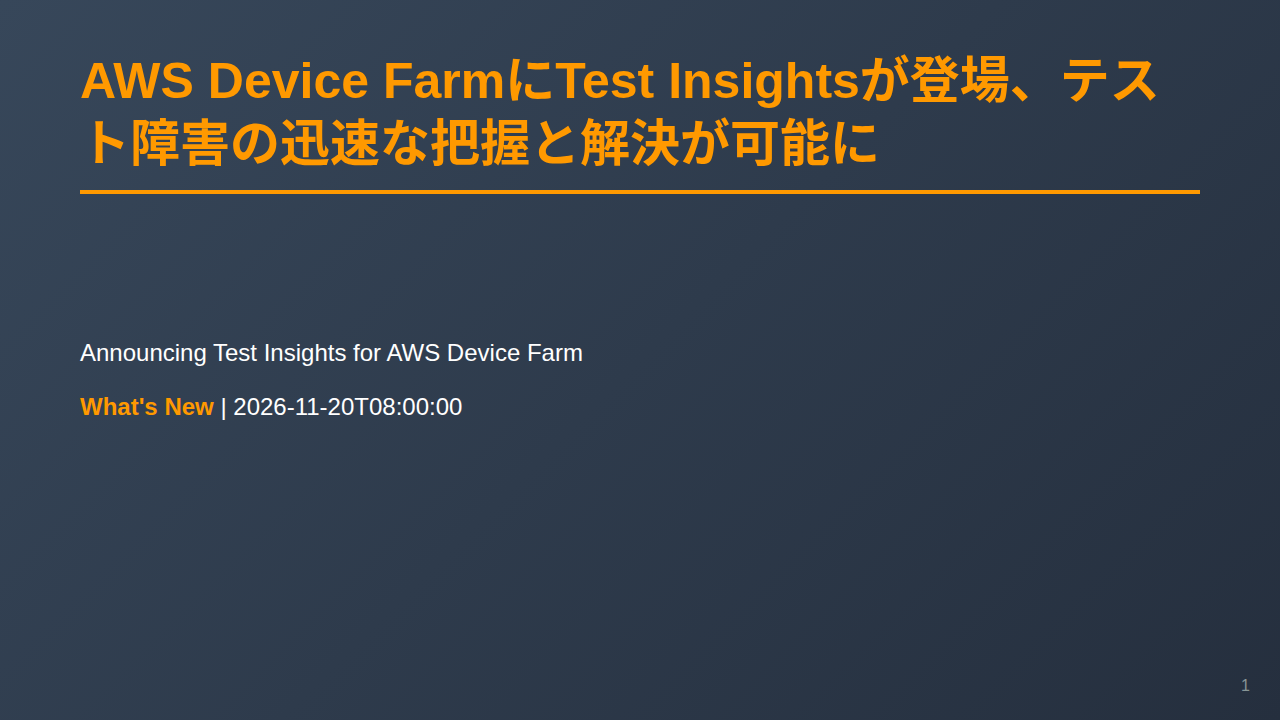 AWS Device FarmにTest Insightsが登場、テス
ト障害の迅速な把握と解決が可能に
Announcing Test Insights for AWS Device Farm
What's New | 2026-11-20T08:00:00
1